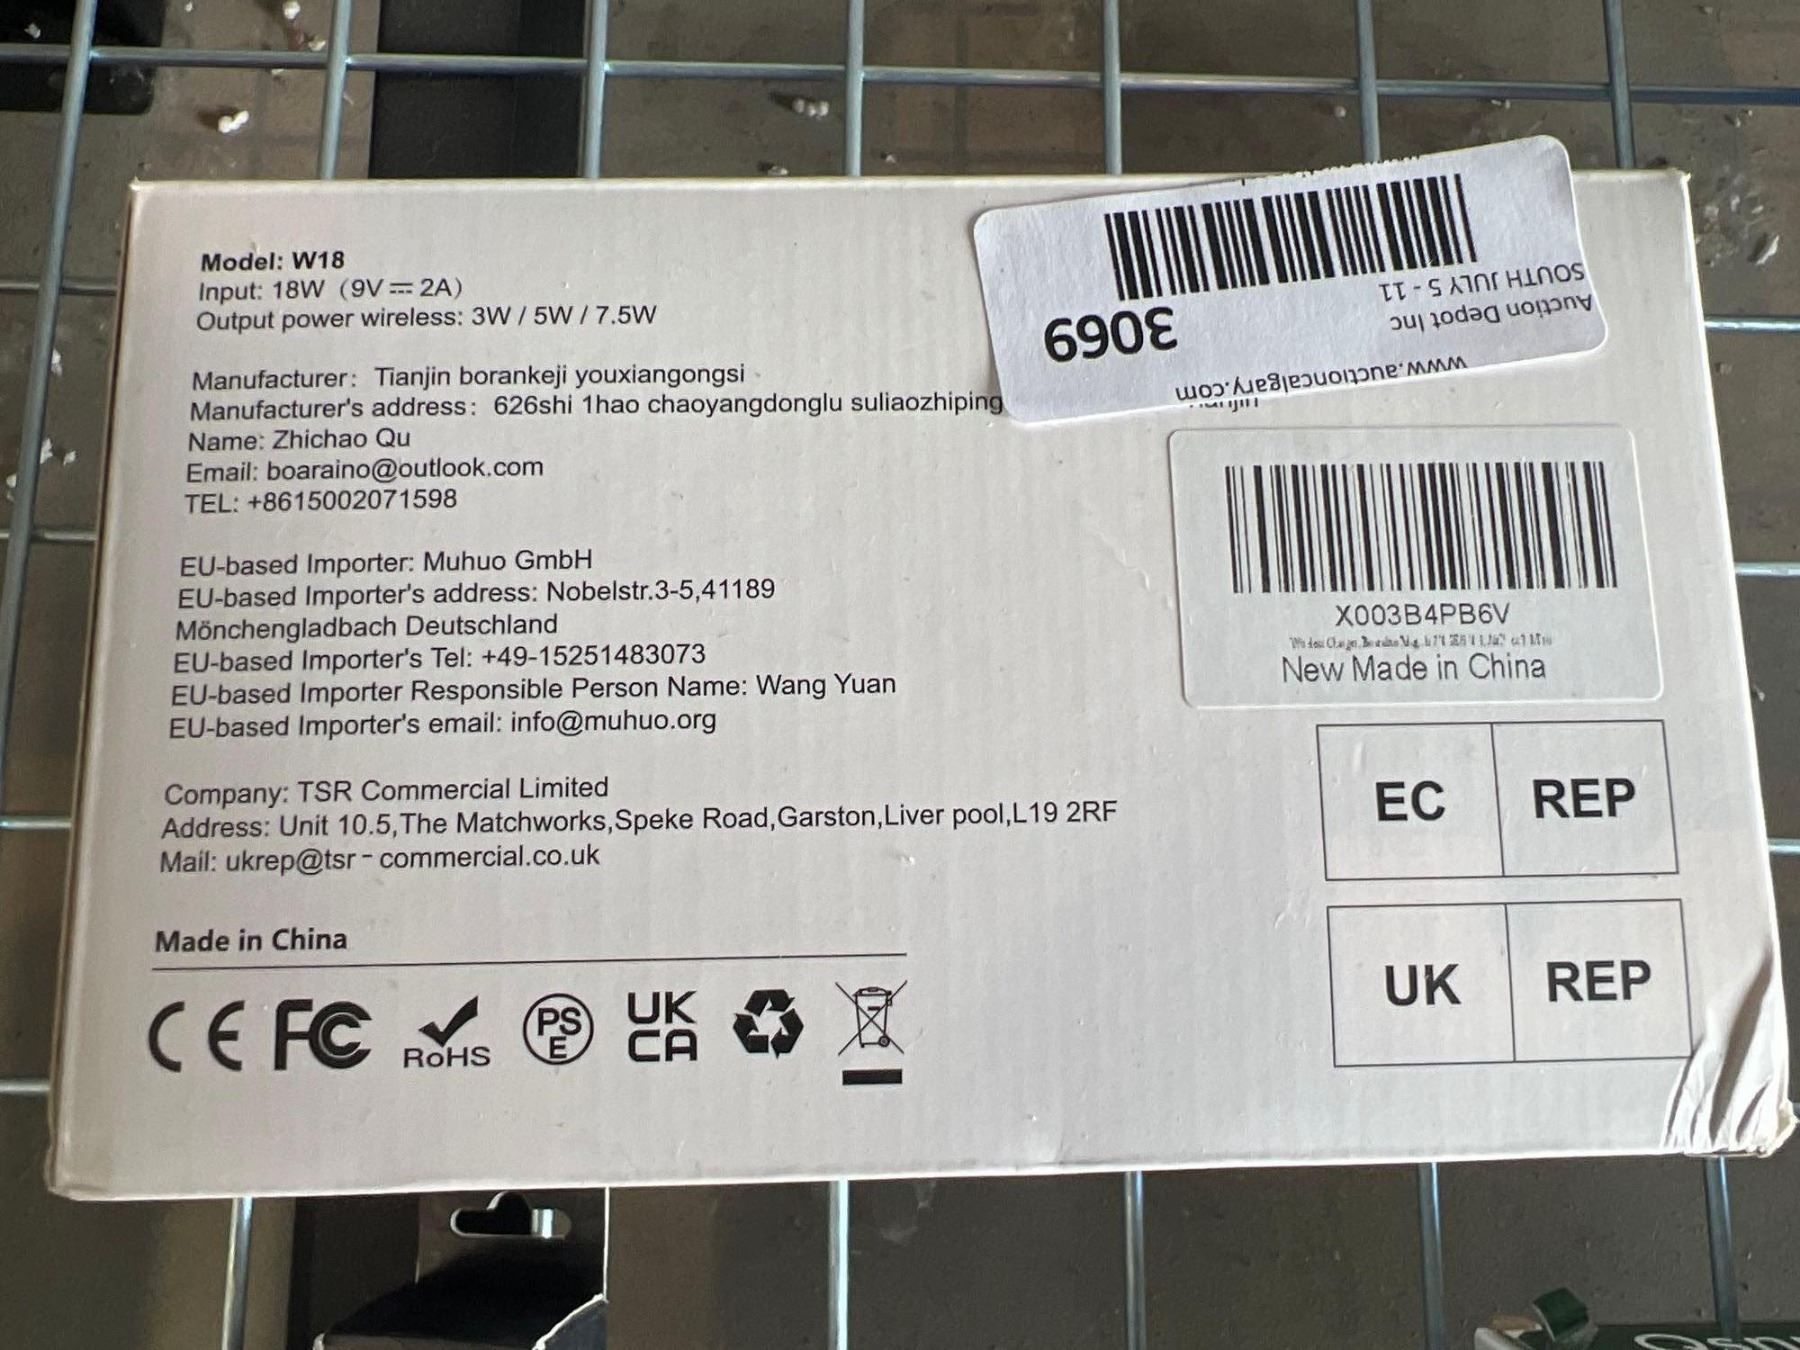 Model: W18
Input: 18W (9V⎓2A)
Output power wireless: 3W / 5W / 7.5W
Manufacturer: Tianjin borankeji youxiangongsi
Manufacturer's address: 626shi 1hao chaoyangdonglu suliaozhiping
Name: Zhichao Qu
Email: boaraino@outlook.com
TEL: +8615002071598
EU-based Importer: Muhuo GmbH
EU-based Importer's address: Nobelstr.3-5,41189
Mönchengladbach Deutschland
EU-based Importer's Tel: +49-15251483073
EU-based Importer Responsible Person Name: Wang Yuan
EU-based Importer's email: info@muhuo.org
Company: TSR Commercial Limited
Address: Unit 10.5,The Matchworks,Speke Road,Garston,Liver pool,L19 2RF
Mail: ukrep@tsr-commercial.co.uk
Made in China
CE FC RoHS PSE UK CA
www.auctioncalgary.com
Auction Depot Inc
SOUTH JULY 5 - 11
3069
X003B4PB6V
New Made in China
EC REP
UK REP